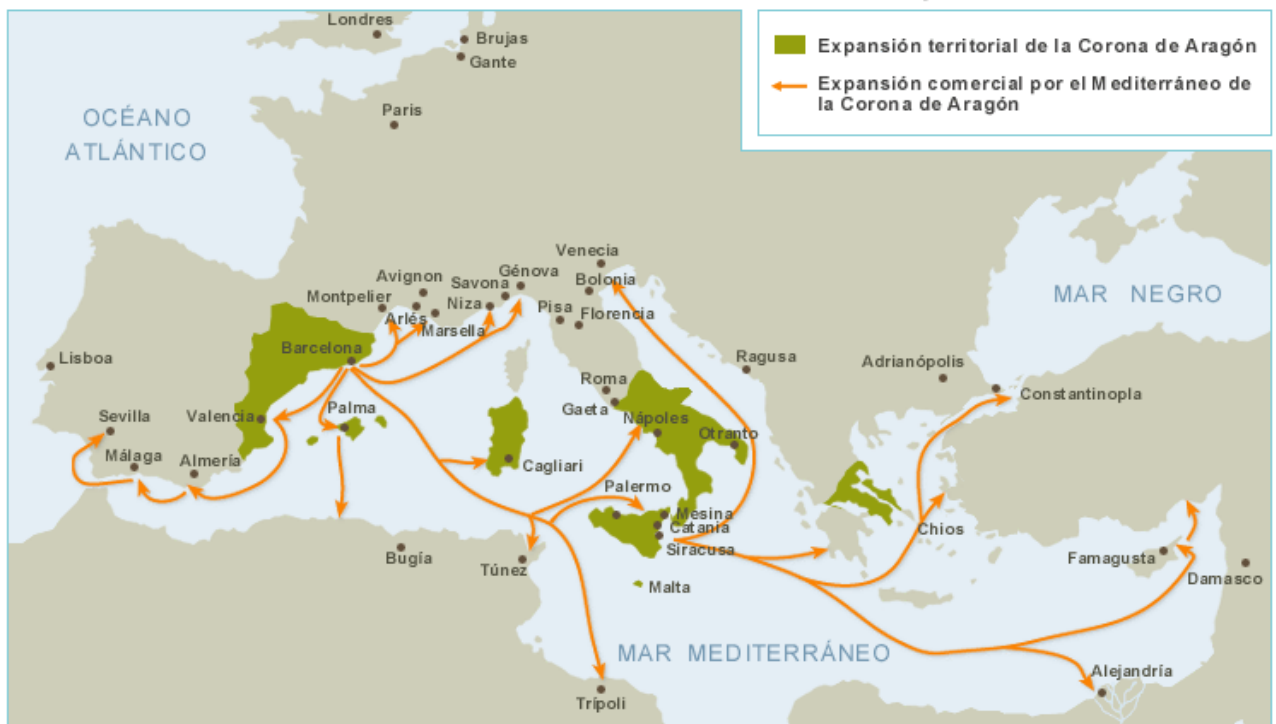 Londres
Brujas
Gante
Paris
OCÉANO
ATLÁNTICO
Expansión territorial de la Corona de Aragón
Expansión comercial por el Mediterráneo de
la Corona de Aragón
Venecia
Bolonia
Génova
Savona
Avignon
Montpelier
Niza
Arlés
Marsella
Pisa
Florencia
MAR NEGRO
Barcelona
Lisboa
Ragusa
Adrianópolis
Constantinopla
Roma
Gaeta
Nápoles
Otranto
Palma
Valencia
Sevilla
Málaga
Almería
Cagliari
Palermo
Mesina
Catania
Siracusa
Chios
Bugía
Túnez
Malta
Famagusta
Damasco
MAR MEDITERRÁNEO
Alejandría
Trípoli